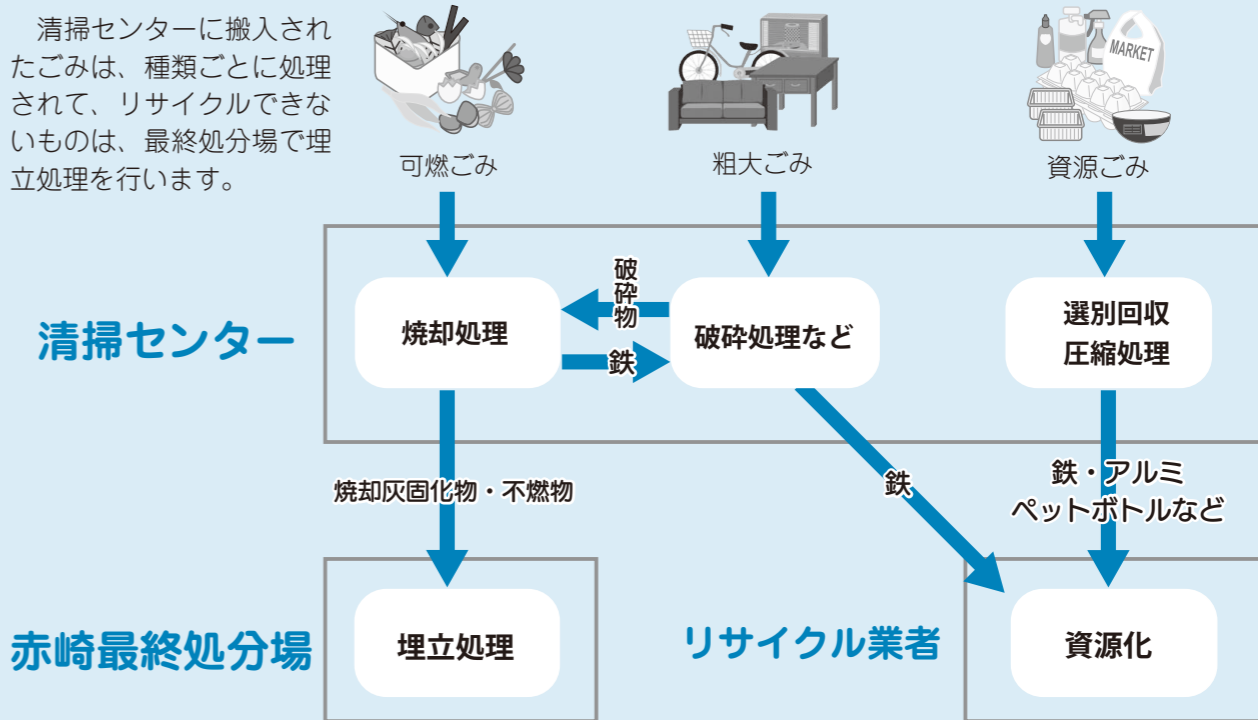 清掃センターに搬入され
たごみは、種類ごとに処理
されて、リサイクルできな
いものは、最終処分場で埋
立処理を行います。
MARKET
可燃ごみ
粗大ごみ
資源ごみ
清掃センター
焼却処理
破砕物
鉄
破砕処理など
選別回収
圧縮処理
焼却灰固化物・不燃物
鉄
鉄・アルミ
ペットボトルなど
赤崎最終処分場
埋立処理
リサイクル業者
資源化